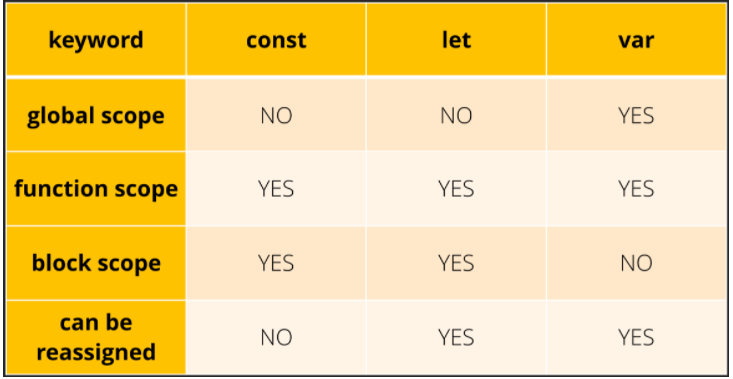 keyword const let var
global scope NO NO YES
function scope YES YES YES
block scope YES YES NO
can be
reassigned NO YES YES